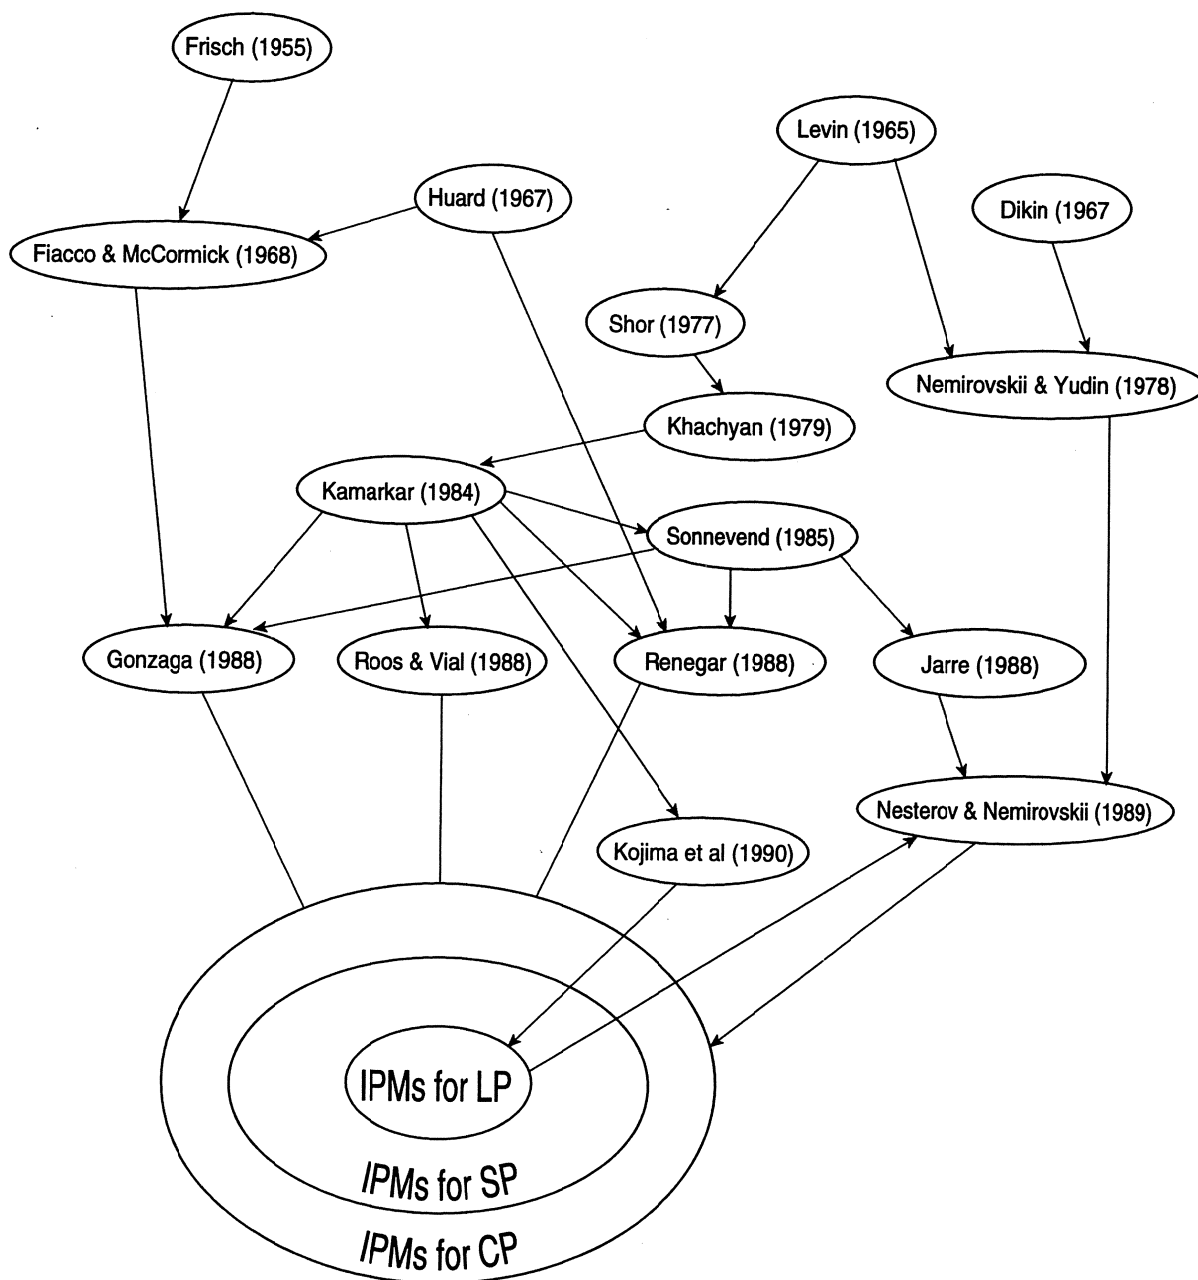 Frisch (1955)
Levin (1965)
Huard (1967)
Dikin (1967
Fiacco & McCormick (1968)
Shor (1977)
Nemirovskii & Yudin (1978)
Khachyan (1979)
Kamarkar (1984)
Sonnevend (1985)
Gonzaga (1988)
Roos & Vial (1988)
Renegar (1988)
Jarre (1988)
Nesterov & Nemirovskii (1989)
Kojima et al (1990)
IPMs for LP
IPMs for SP
IPMs for CP